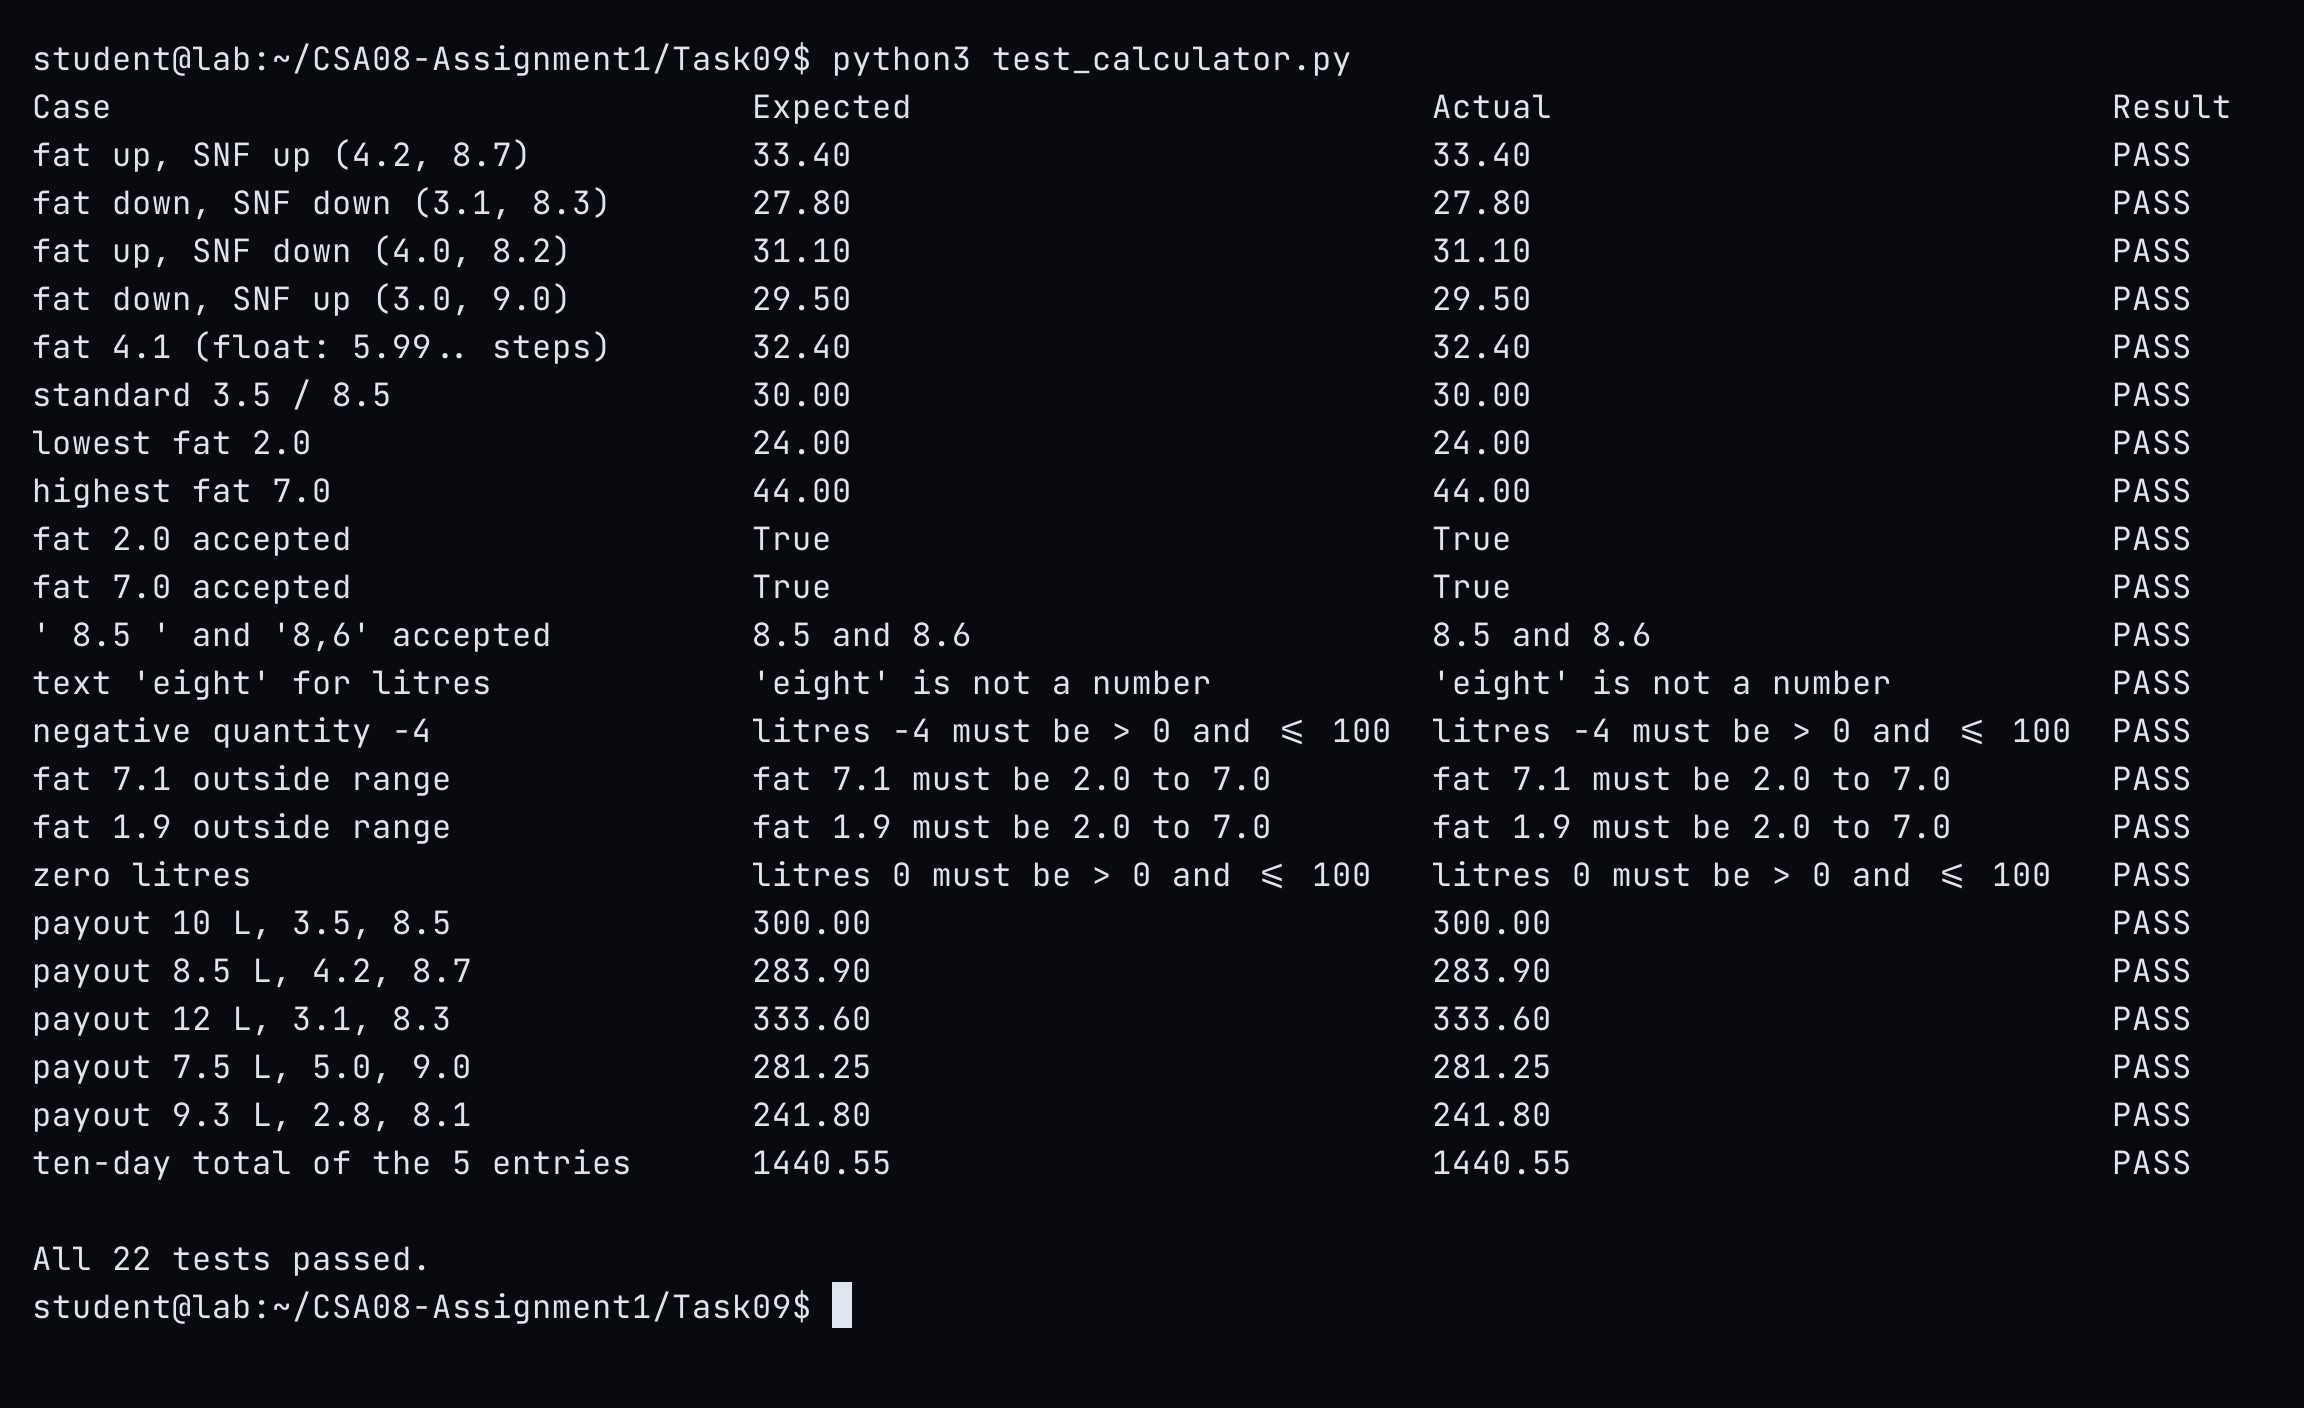 student@lab:~/CSA08-Assignment1/Task09$ python3 test_calculator.py
Case Expected Actual Result
fat up, SNF up (4.2, 8.7) 33.40 33.40 PASS
fat down, SNF down (3.1, 8.3) 27.80 27.80 PASS
fat up, SNF down (4.0, 8.2) 31.10 31.10 PASS
fat down, SNF up (3.0, 9.0) 29.50 29.50 PASS
fat 4.1 (float: 5.99.. steps) 32.40 32.40 PASS
standard 3.5 / 8.5 30.00 30.00 PASS
lowest fat 2.0 24.00 24.00 PASS
highest fat 7.0 44.00 44.00 PASS
fat 2.0 accepted True True PASS
fat 7.0 accepted True True PASS
' 8.5 ' and '8,6' accepted 8.5 and 8.6 8.5 and 8.6 PASS
text 'eight' for litres 'eight' is not a number 'eight' is not a number PASS
negative quantity -4 litres -4 must be > 0 and <= 100 litres -4 must be > 0 and <= 100 PASS
fat 7.1 outside range fat 7.1 must be 2.0 to 7.0 fat 7.1 must be 2.0 to 7.0 PASS
fat 1.9 outside range fat 1.9 must be 2.0 to 7.0 fat 1.9 must be 2.0 to 7.0 PASS
zero litres litres 0 must be > 0 and <= 100 litres 0 must be > 0 and <= 100 PASS
payout 10 L, 3.5, 8.5 300.00 300.00 PASS
payout 8.5 L, 4.2, 8.7 283.90 283.90 PASS
payout 12 L, 3.1, 8.3 333.60 333.60 PASS
payout 7.5 L, 5.0, 9.0 281.25 281.25 PASS
payout 9.3 L, 2.8, 8.1 241.80 241.80 PASS
ten-day total of the 5 entries 1440.55 1440.55 PASS
All 22 tests passed.
student@lab:~/CSA08-Assignment1/Task09$